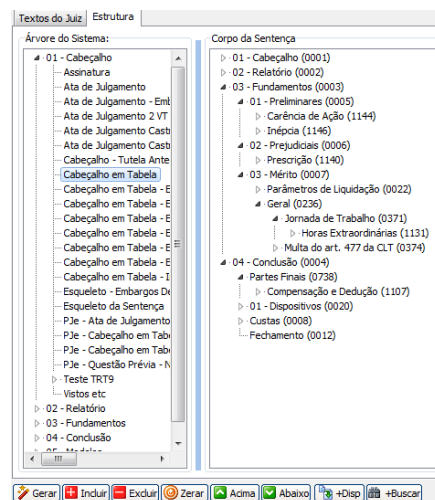 Textos do Juiz Estrutura
Árvore do Sistema:
01 - Cabeçalho
Assinatura
Ata de Julgamento
Ata de Julgamento - Emb
Ata de Julgamento 2 VT
Ata de Julgamento Cast
Ata de Julgamento Cast
Cabeçalho - Tutela Ante
Cabeçalho em Tabela
Cabeçalho em Tabela - E
Cabeçalho em Tabela - E
Cabeçalho em Tabela - E
Cabeçalho em Tabela - E
Cabeçalho em Tabela - E
Cabeçalho em Tabela - I
Esqueleto - Embargos De
Esqueleto da Sentença
PJe - Ata de Julgamento
PJe - Cabeçalho em Tab
PJe - Cabeçalho em Tab
PJe - Questão Prévia - N
Teste TRT9
Vistos etc
02 - Relatório
03 - Fundamentos
04 - Conclusão
05 - Modelos
Corpo da Sentença
01 - Cabeçalho (0001)
02 - Relatório (0002)
03 - Fundamentos (0003)
01 - Preliminares (0005)
Carência de Ação (1144)
Inépcia (1146)
02 - Prejudiciais (0006)
Prescrição (1140)
03 - Mérito (0007)
Parâmetros de Liquidação (0022)
Geral (0236)
Jornada de Trabalho (0371)
Horas Extraordinárias (1131)
Multa do art. 477 da CLT (0374)
04 - Conclusão (0004)
Partes Finais (0738)
Compensação e Dedução (1107)
01 - Dispositivos (0020)
Custas (0008)
Fechamento (0012)
Gerar Incluir Excluir Zerar Acima Abaixo +Disp +Buscar